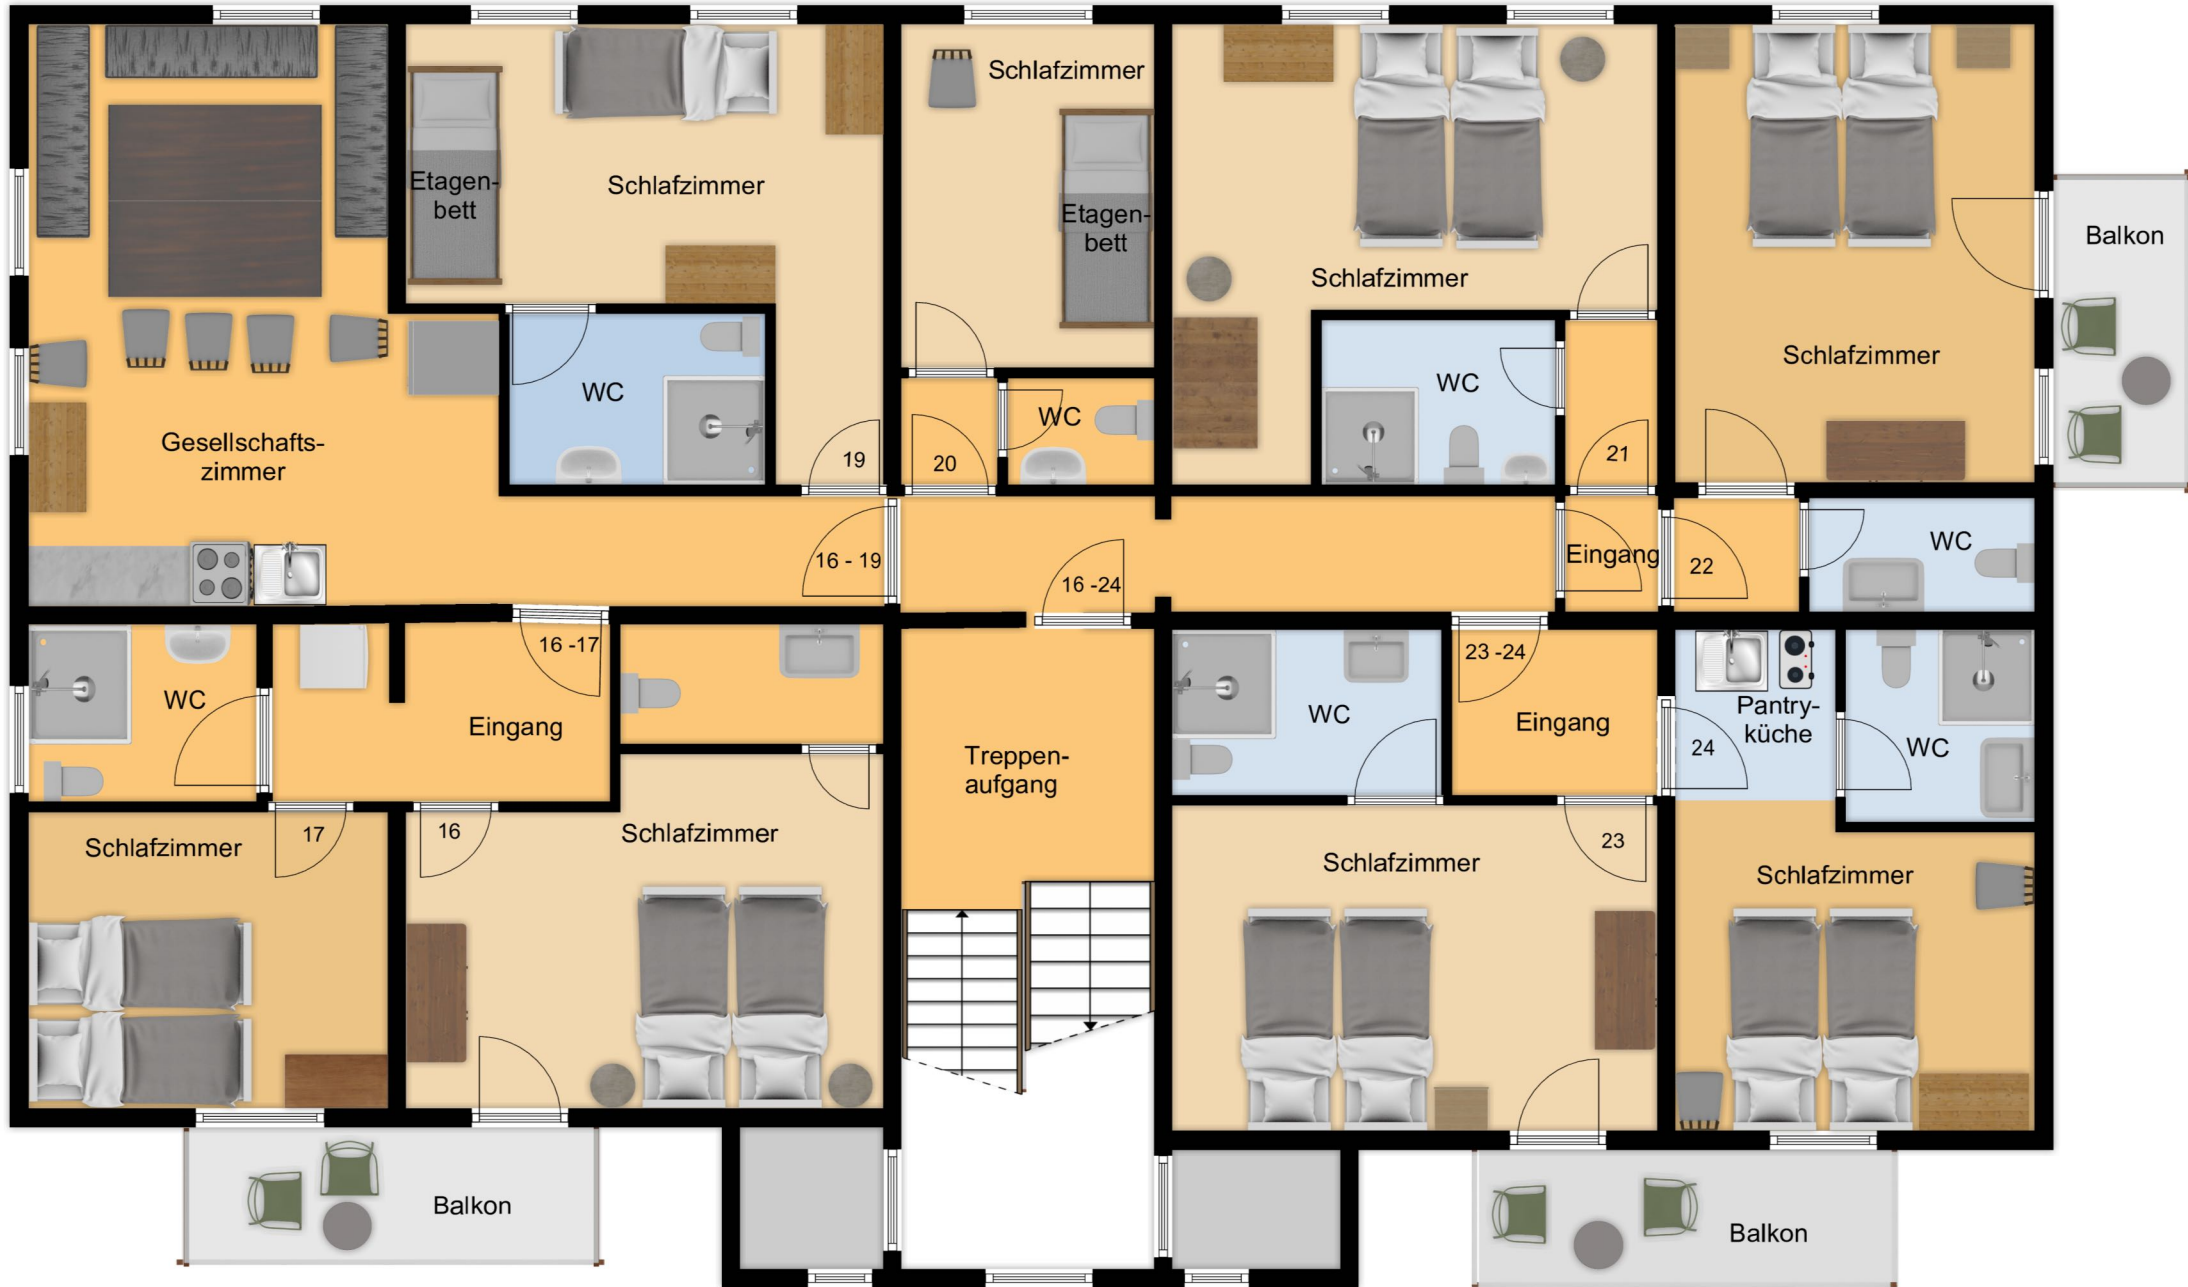 Schlafzimmer
Etagen-
bett
Schlafzimmer
Etagen-
bett
Schlafzimmer
Schlafzimmer
Balkon
Gesellschafts-
zimmer
WC
19
20
WC
WC
21
16 - 19
16 -24
Eingang
22
WC
WC
Eingang
16 -17
WC
23 -24
Eingang
24
Pantry-
küche
WC
Treppen-
aufgang
Schlafzimmer
17
16
Schlafzimmer
Schlafzimmer
23
Schlafzimmer
Balkon
Balkon